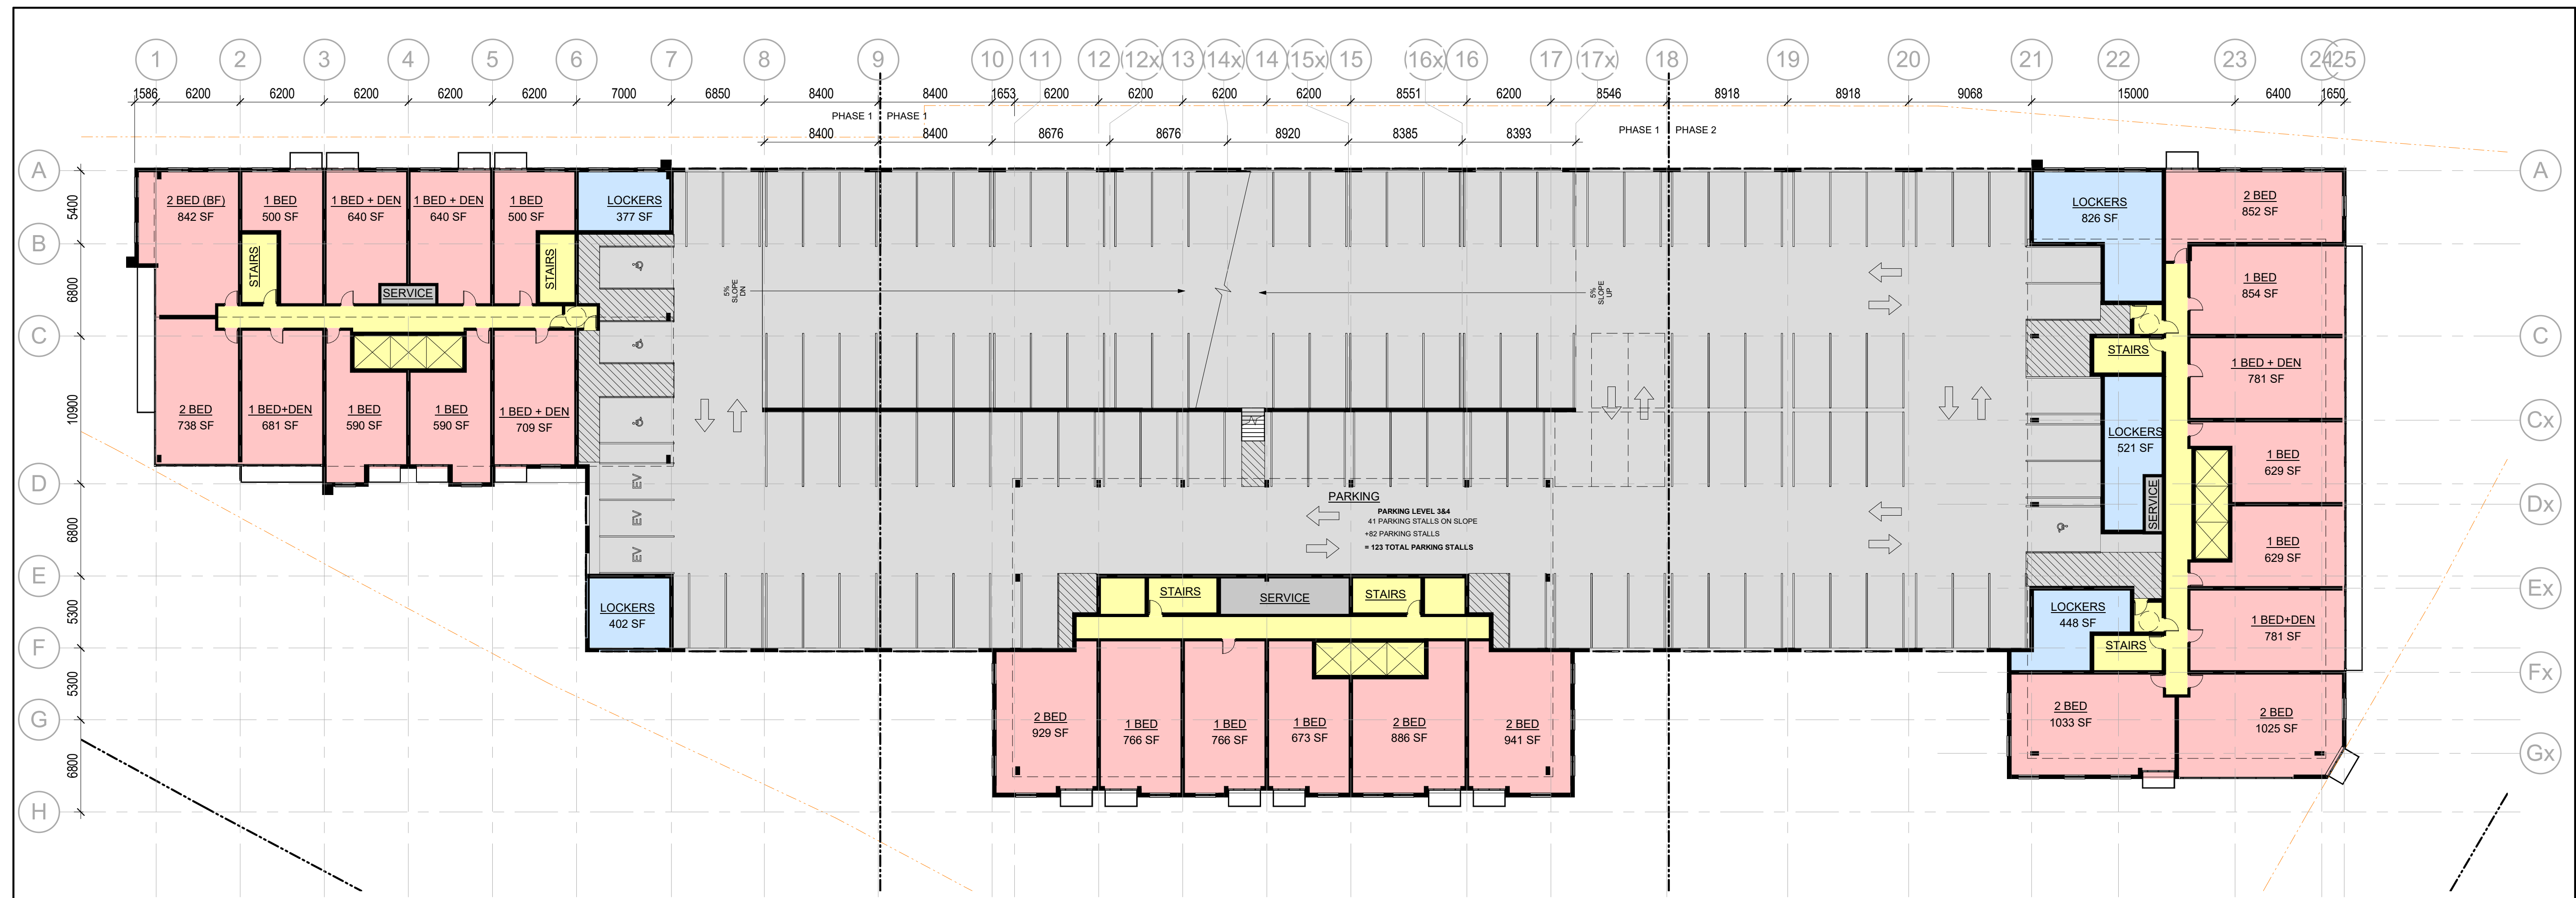 1 2 3 4 5 6 7 8 9 10 11 12 12x 13 14x 14 15x 15 16x 16 17 17x 18 19 20 21 22 23 24 25
1586 6200 6200 6200 6200 6200 7000 6850 8400 8400 1653 6200 6200 6200 6200 8551 6200 8546 8918 8918 9068 15000 6400 1650
PHASE 1 PHASE 1
PHASE 1 PHASE 2
8400 8400 8676 8676 8920 8385 8393
A
B
C
D
E
F
G
H
5400
6800
10900
6800
5300
5300
6800
A
C
Cx
Dx
Ex
Fx
Gx
2 BED (BF)
842 SF
1 BED
500 SF
1 BED + DEN
640 SF
1 BED + DEN
640 SF
1 BED
500 SF
LOCKERS
377 SF
STAIRS
STAIRS
SERVICE
2 BED
738 SF
1 BED+DEN
681 SF
1 BED
590 SF
1 BED
590 SF
1 BED + DEN
709 SF
EV
EV
EV
LOCKERS
402 SF
5%
SLOPE
DN
5%
SLOPE
UP
PARKING
PARKING LEVEL 3&4
41 PARKING STALLS ON SLOPE
+82 PARKING STALLS
= 123 TOTAL PARKING STALLS
STAIRS
SERVICE
STAIRS
2 BED
929 SF
1 BED
766 SF
1 BED
766 SF
1 BED
673 SF
2 BED
886 SF
2 BED
941 SF
LOCKERS
826 SF
2 BED
852 SF
1 BED
854 SF
STAIRS
1 BED + DEN
781 SF
LOCKERS
521 SF
SERVICE
1 BED
629 SF
1 BED
629 SF
LOCKERS
448 SF
STAIRS
1 BED+DEN
781 SF
2 BED
1033 SF
2 BED
1025 SF